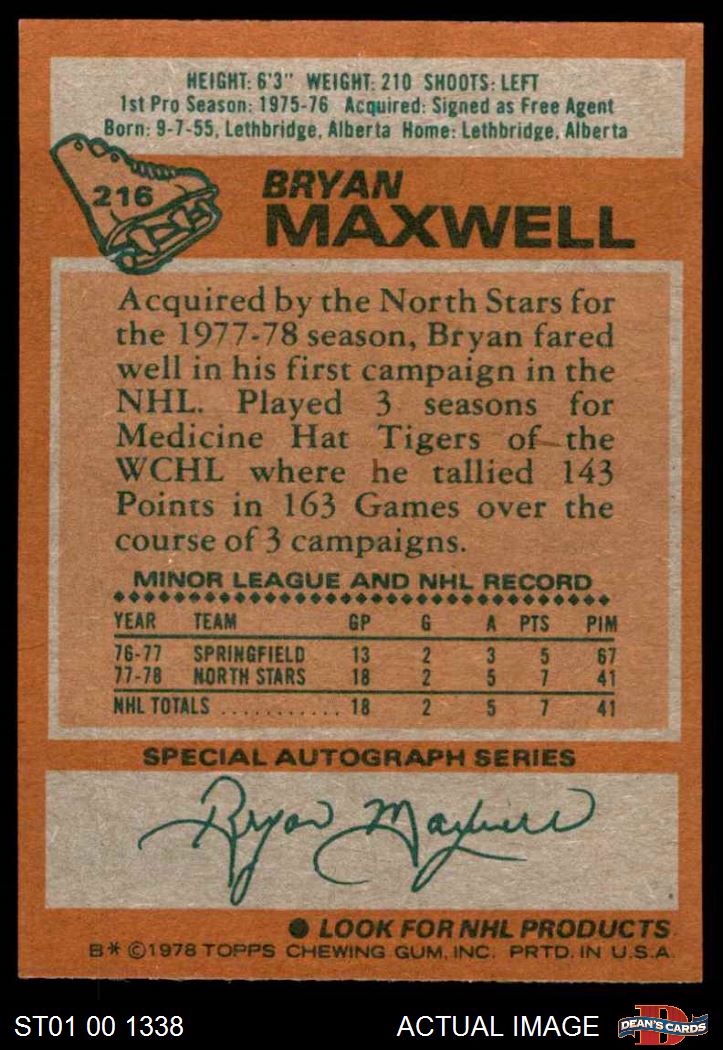 HEIGHT: 6'3" WEIGHT: 210 SHOOTS: LEFT
1st Pro Season: 1975-76 Acquired: Signed as Free Agent
Born: 9-7-55, Lethbridge, Alberta Home: Lethbridge, Alberta
216
BRYAN
MAXWELL
Acquired by the North Stars for
the 1977-78 season, Bryan fared
well in his first campaign in the
NHL. Played 3 seasons for
Medicine Hat Tigers of the
WCHL where he tallied 143
Points in 163 Games over the
course of 3 campaigns.
MINOR LEAGUE AND NHL RECORD
YEAR TEAM GP G A PTS PIM
76-77 SPRINGFIELD 13 2 3 5 67
77-78 NORTH STARS 18 2 5 7 41
NHL TOTALS ........... 18 2 5 7 41
SPECIAL AUTOGRAPH SERIES
Bryan Maxwell
● LOOK FOR NHL PRODUCTS
B* © 1978 TOPPS CHEWING GUM, INC. PRTD. IN U.S.A.
ST01 00 1338 ACTUAL IMAGE D DEAN'S CARDS